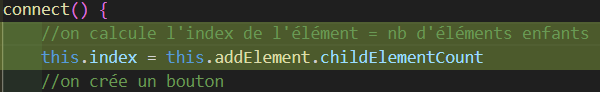 connect() {
//on calcule l'index de l'élément = nb d'éléments enfants
this.index = this.addElement.childElementCount
//on crée un bouton